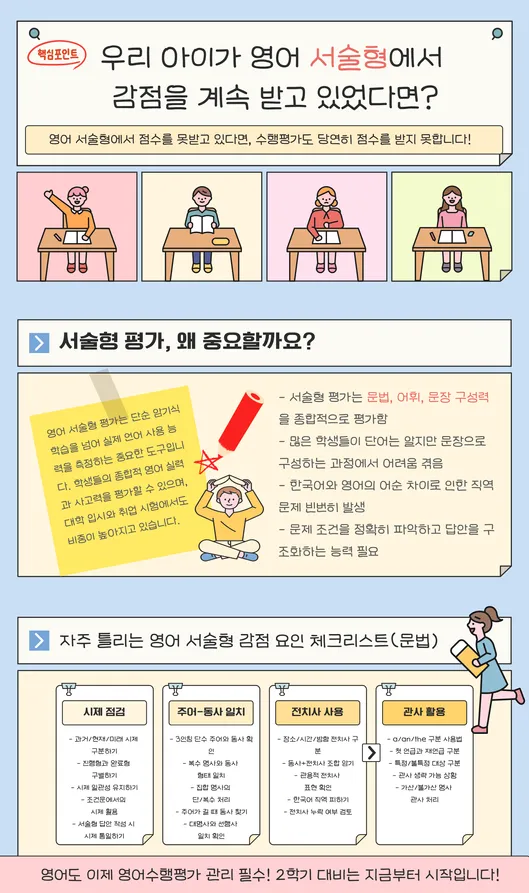 핵심포인트
우리 아이가 영어 서술형에서
감점을 계속 받고 있었다면?
영어 서술형에서 점수를 못받고 있다면, 수행평가도 당연히 점수를 받지 못합니다!
서술형 평가, 왜 중요할까요?
영어 서술형 평가는 단순 암기식
학습을 넘어 실제 언어 사용 능
력을 측정하는 중요한 도구입니
다. 학생들의 종합적 영어 실력
과 사고력을 평가할 수 있으며,
대학 입시와 취업 시험에서도
비중이 높아지고 있습니다.
- 서술형 평가는 문법, 어휘, 문장 구성력
을 종합적으로 평가함
- 많은 학생들이 단어는 알지만 문장으로
구성하는 과정에서 어려움 겪음
- 한국어와 영어의 어순 차이로 인한 직역
문제 빈번히 발생
- 문제 조건을 정확히 파악하고 답안을 구
조화하는 능력 필요
자주 틀리는 영어 서술형 감점 요인 체크리스트(문법)
시제 점검
- 과거/현재/미래 시제
구분하기
- 진행형과 완료형
구별하기
- 시제 일관성 유지하기
- 조건문에서의
시제 활용
- 서술형 답안 작성 시
시제 통일하기
주어-동사 일치
- 3인칭 단수 주어와 동사 확
인
- 복수 명사와 동사
형태 일치
- 집합 명사의
단/복수 처리
- 주어가 길 때 동사 찾기
- 대명사와 선행사
일치 확인
전치사 사용
- 장소/시간/방향 전치사 구
분
- 동사+전치사 조합 암기
- 관용적 전치사
표현 확인
- 한국어 직역 피하기
- 전치사 누락 여부 검토
관사 활용
- a/an/the 구분 사용법
- 첫 언급과 재언급 구분
- 특정/불특정 대상 구분
- 관사 생략 가능 상황
- 가산/불가산 명사
관사 처리
영어도 이제 영어수행평가 관리 필수! 2학기 대비는 지금부터 시작입니다!